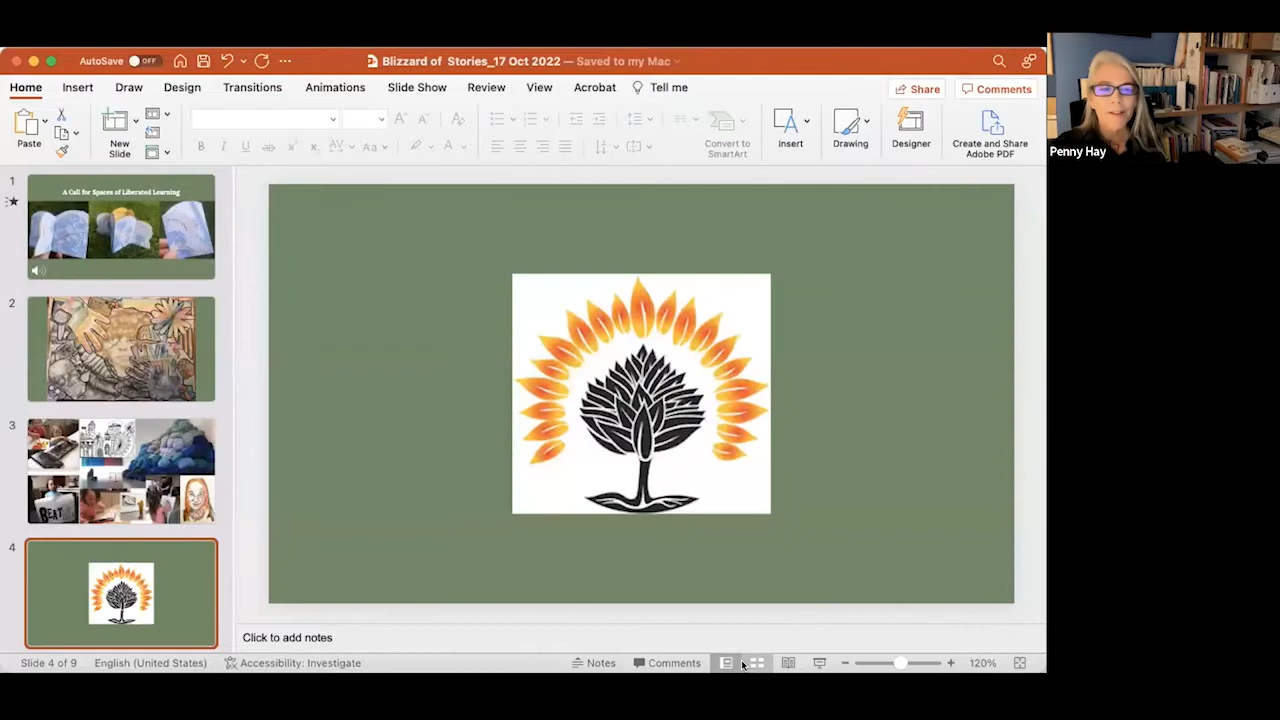 AutoSave OFF
Blizzard of Stories_17 Oct 2022 — Saved to my Mac
Home Insert Draw Design Transitions Animations Slide Show Review View Acrobat Tell me
Share Comments
Paste
New
Slide
Convert to
SmartArt
Insert
Drawing
Designer
Create and Share
Adobe PDF
B I U ab x x AV Aa A
Penny Hay
1
A Call for Spaces of Liberated Learning
2
3
BEAT
4
Click to add notes
Slide 4 of 9 English (United States) Accessibility: Investigate Notes Comments 120%